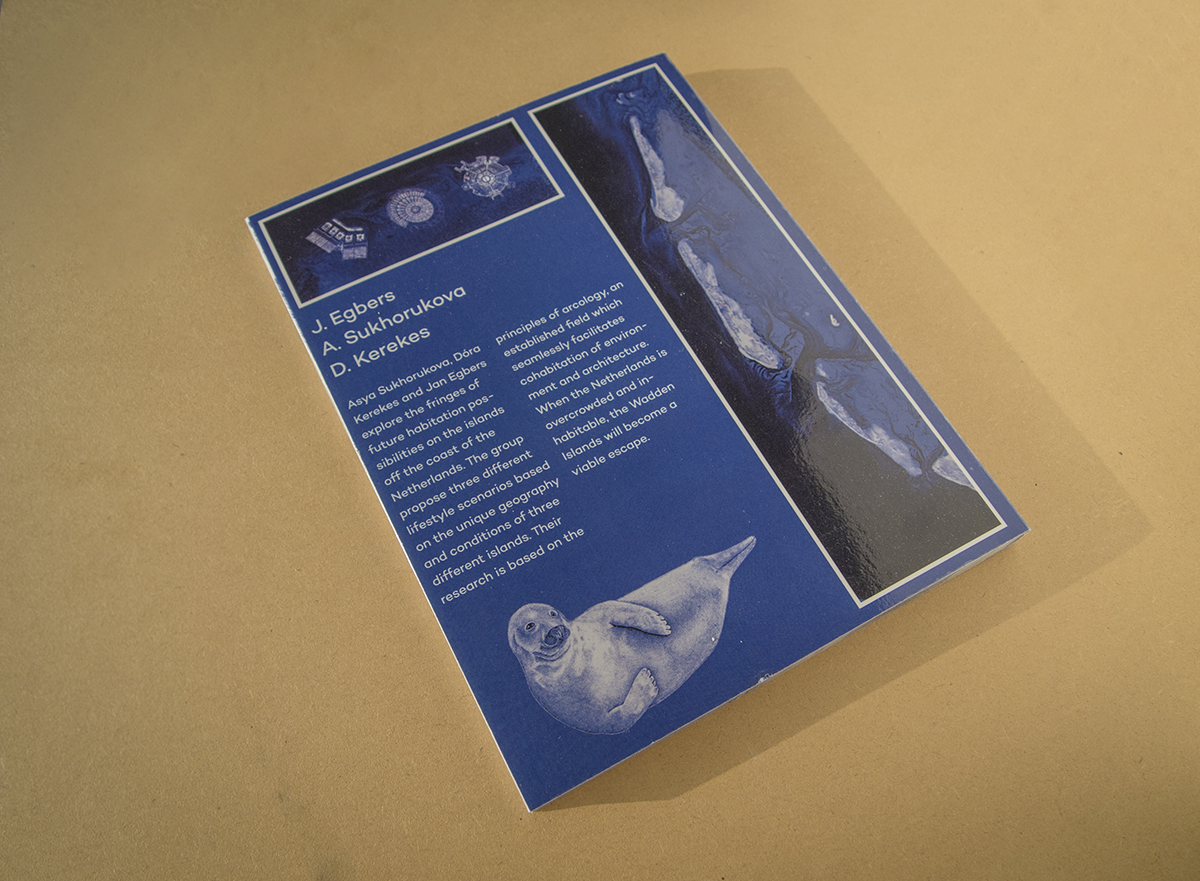 J. Egbers
A. Sukhorukova
D. Kerekes
Asya Sukhorukova, Dóra
Kerekes and Jan Egbers
explore the fringes of
future habitation pos-
sibilities on the islands
off the coast of the
Netherlands. The group
propose three different
lifestyle scenarios based
on the unique geography
and conditions of three
different islands. Their
research is based on the
principles of arcology, an
established field which
seamlessly facilitates
cohabitation of environ-
ment and architecture.
When the Netherlands is
overcrowded and in-
habitable, the Wadden
Islands will become a
viable escape.